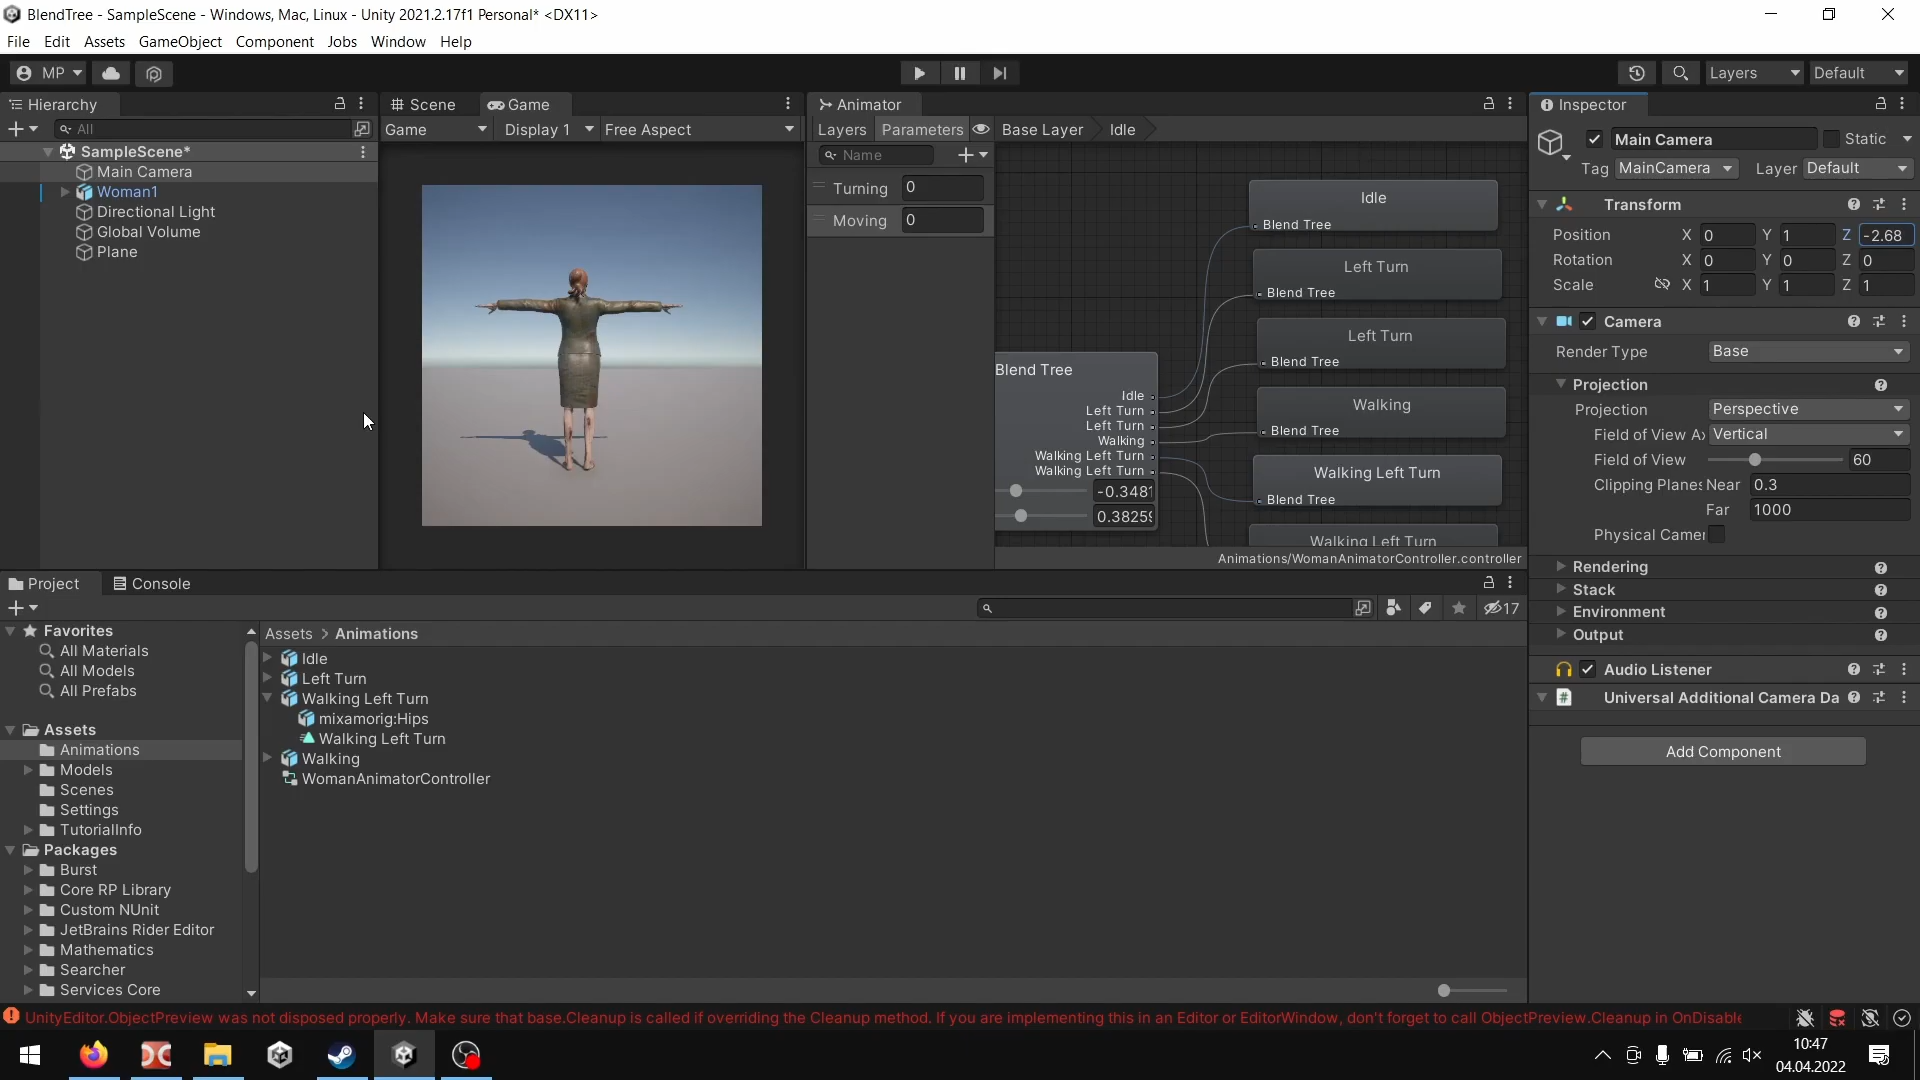 BlendTree - SampleScene - Windows, Mac, Linux - Unity 2021.2.17f1 Personal* <DX11>
File Edit Assets GameObject Component Jobs Window Help
MP Layers Default
Hierarchy
All
SampleScene*
Main Camera
Woman1
Directional Light
Global Volume
Plane
Scene Game
Game Display 1 Free Aspect
Animator
Layers Parameters Base Layer Idle
Name
Turning 0
Moving 0
Idle
Blend Tree
Left Turn
Blend Tree
Left Turn
Blend Tree
Walking
Blend Tree
Walking Left Turn
Blend Tree
Walking Left Turn
Blend Tree
Idle
Left Turn
Left Turn
Walking
Walking Left Turn
Walking Left Turn
-0.3481
0.38259
Animations/WomanAnimatorController.controller
Inspector
Main Camera Static
Tag MainCamera Layer Default
Transform
Position X 0 Y 1 Z -2.68
Rotation X 0 Y 0 Z 0
Scale X 1 Y 1 Z 1
Camera
Render Type Base
Projection
Projection Perspective
Field of View Ax Vertical
Field of View 60
Clipping Planes Near 0.3
Far 1000
Physical Camer
Rendering
Stack
Environment
Output
Audio Listener
Universal Additional Camera Da
Add Component
Project Console
17
Favorites
All Materials
All Models
All Prefabs
Assets
Animations
Models
Scenes
Settings
TutorialInfo
Packages
Burst
Core RP Library
Custom NUnit
JetBrains Rider Editor
Mathematics
Searcher
Services Core
Assets > Animations
Idle
Left Turn
Walking Left Turn
mixamorig:Hips
Walking Left Turn
Walking
WomanAnimatorController
UnityEditor.ObjectPreview was not disposed properly. Make sure that base.Cleanup is called if overriding the Cleanup method. If you are implementing this in an Editor or EditorWindow, don't forget to call ObjectPreview.Cleanup in OnDisable
10:47
04.04.2022